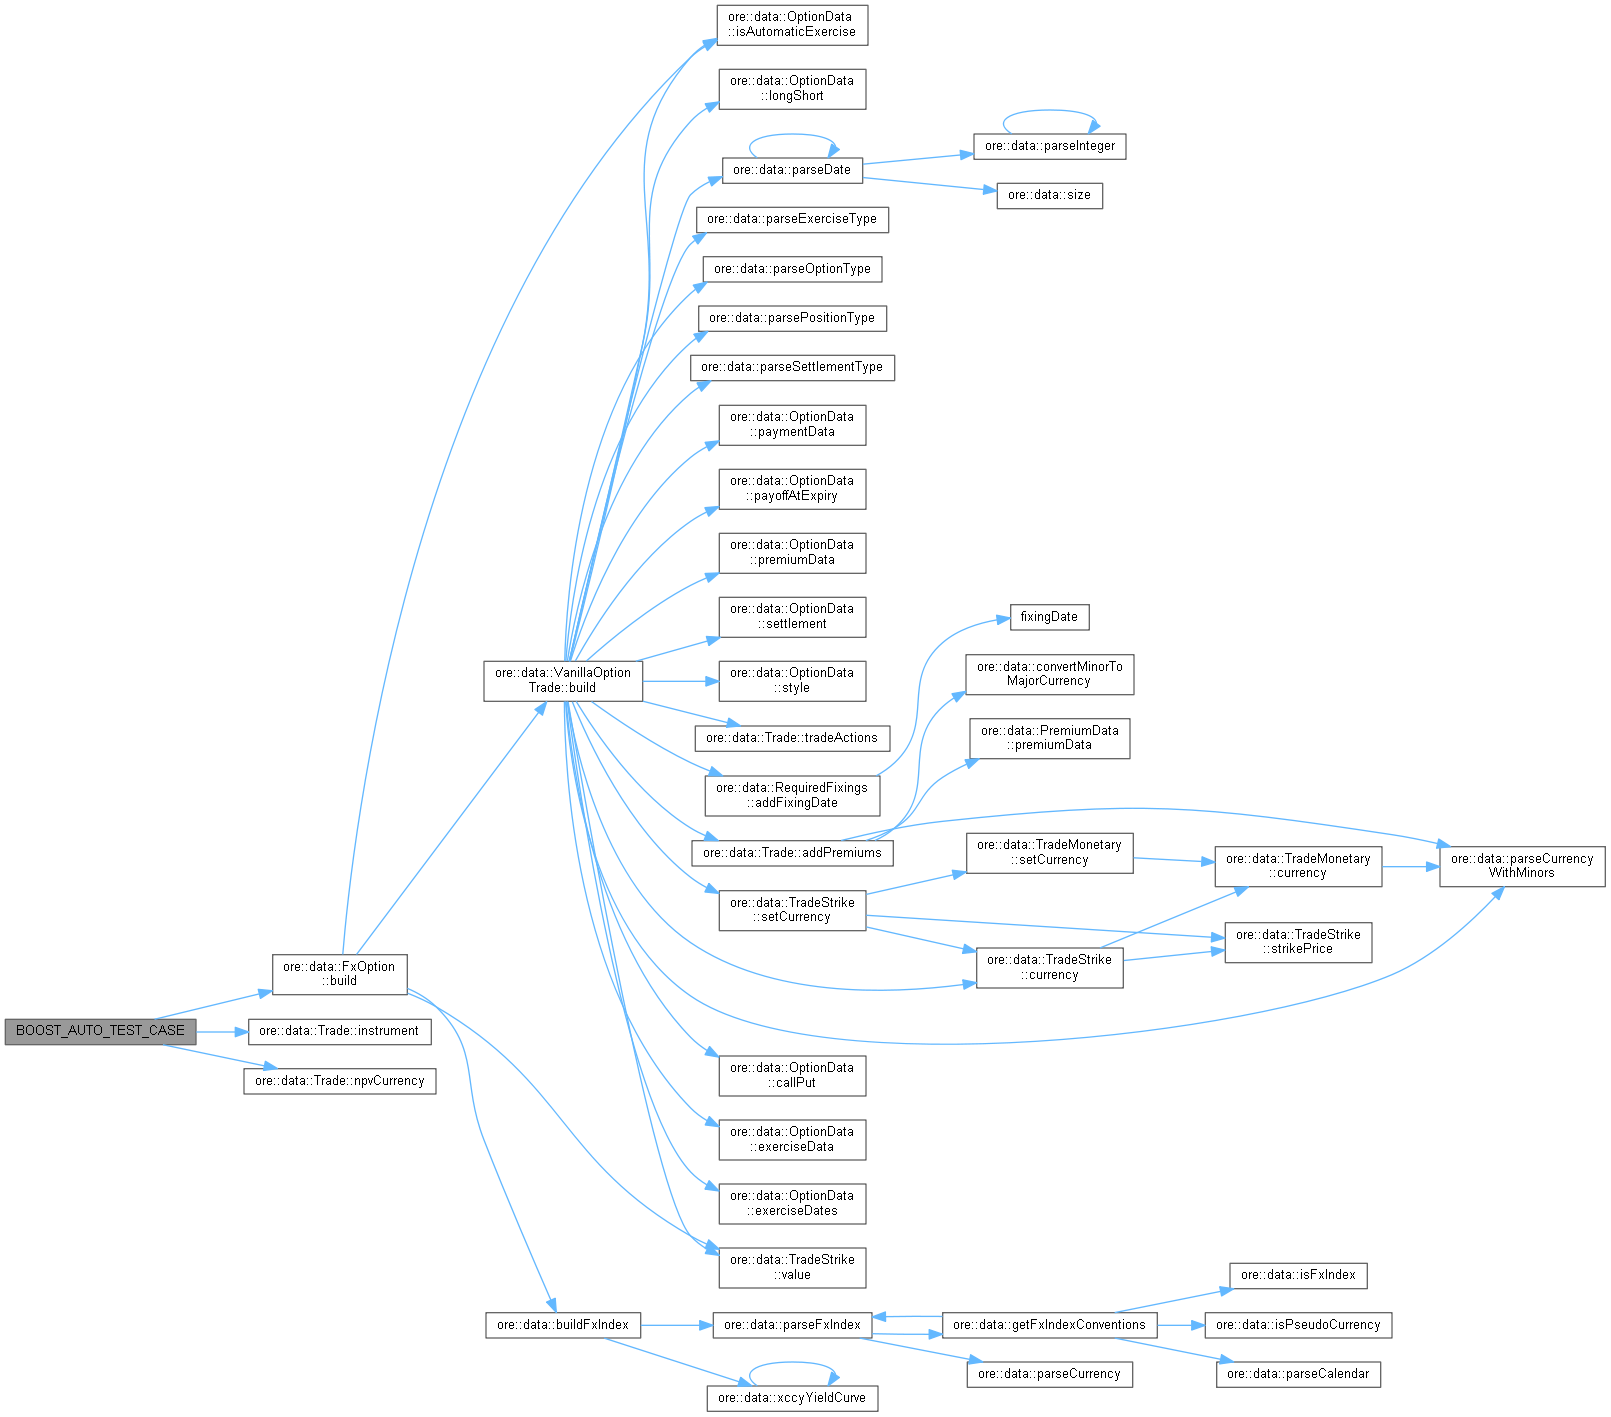 BOOST_AUTO_TEST_CASE
ore::data::FxOption
::build
ore::data::Trade::instrument
ore::data::Trade::npvCurrency
ore::data::VanillaOption
Trade::build
ore::data::buildFxIndex
ore::data::OptionData
::isAutomaticExercise
ore::data::OptionData
::longShort
ore::data::parseDate
ore::data::parseExerciseType
ore::data::parseOptionType
ore::data::parsePositionType
ore::data::parseSettlementType
ore::data::OptionData
::paymentData
ore::data::OptionData
::payoffAtExpiry
ore::data::OptionData
::premiumData
ore::data::OptionData
::settlement
ore::data::OptionData
::style
ore::data::Trade::tradeActions
ore::data::RequiredFixings
::addFixingDate
ore::data::Trade::addPremiums
ore::data::TradeStrike
::setCurrency
ore::data::OptionData
::callPut
ore::data::OptionData
::exerciseData
ore::data::OptionData
::exerciseDates
ore::data::TradeStrike
::value
ore::data::parseFxIndex
ore::data::xccyYieldCurve
ore::data::parseInteger
ore::data::size
fixingDate
ore::data::convertMinorTo
MajorCurrency
ore::data::PremiumData
::premiumData
ore::data::TradeMonetary
::setCurrency
ore::data::TradeStrike
::currency
ore::data::getFxIndexConventions
ore::data::parseCurrency
ore::data::TradeMonetary
::currency
ore::data::TradeStrike
::strikePrice
ore::data::isFxIndex
ore::data::isPseudoCurrency
ore::data::parseCalendar
ore::data::parseCurrency
WithMinors